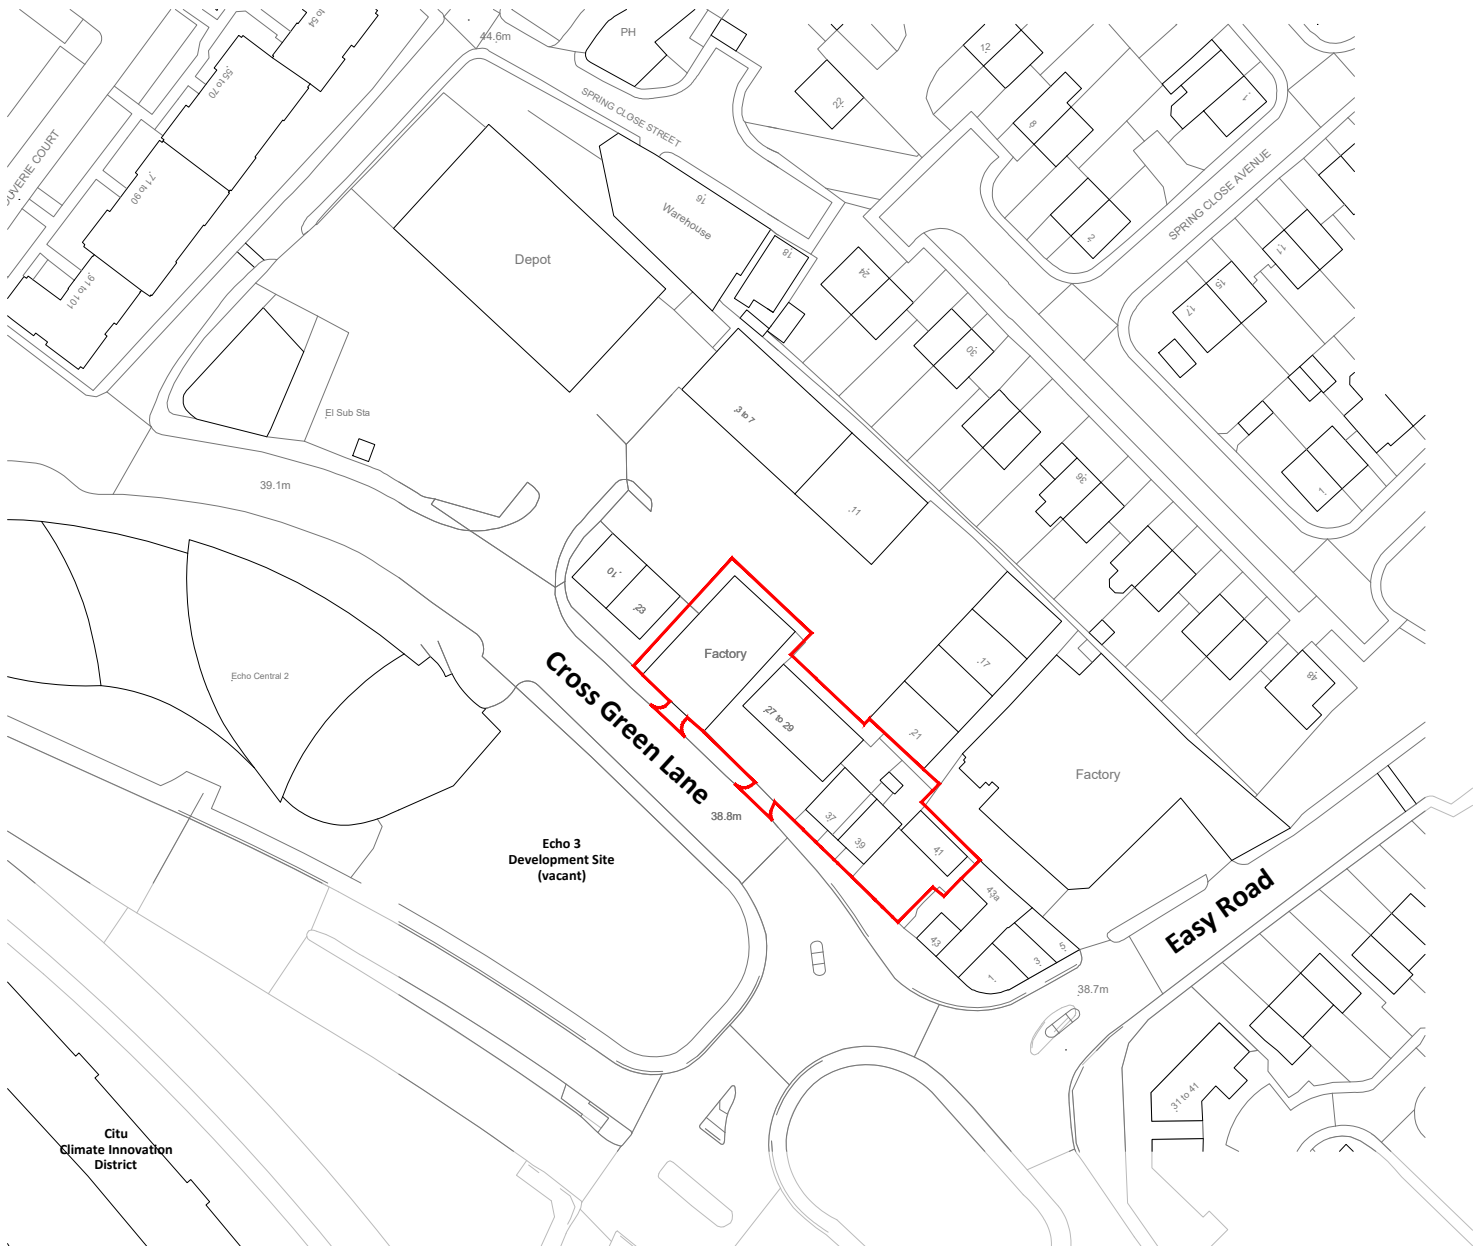 to 54
44.6m
PH
12
55 to 70
SPRING CLOSE STREET
22
8
1
71 to 90
SPRING CLOSE AVENUE
16
Warehouse
2
18
Depot
24
11
91 to 101
15
17
30
El Sub Sta
3 to 7
36
39.1m
11
1
10
23
Factory
17
Echo Central 2
48
Cross Green Lane
27 to 29
21
Factory
38.8m
37
39
41
Echo 3
Development Site
(vacant)
43a
Easy Road
43
5
3
1
38.7m
31 to 41
Citu
Climate Innovation
District